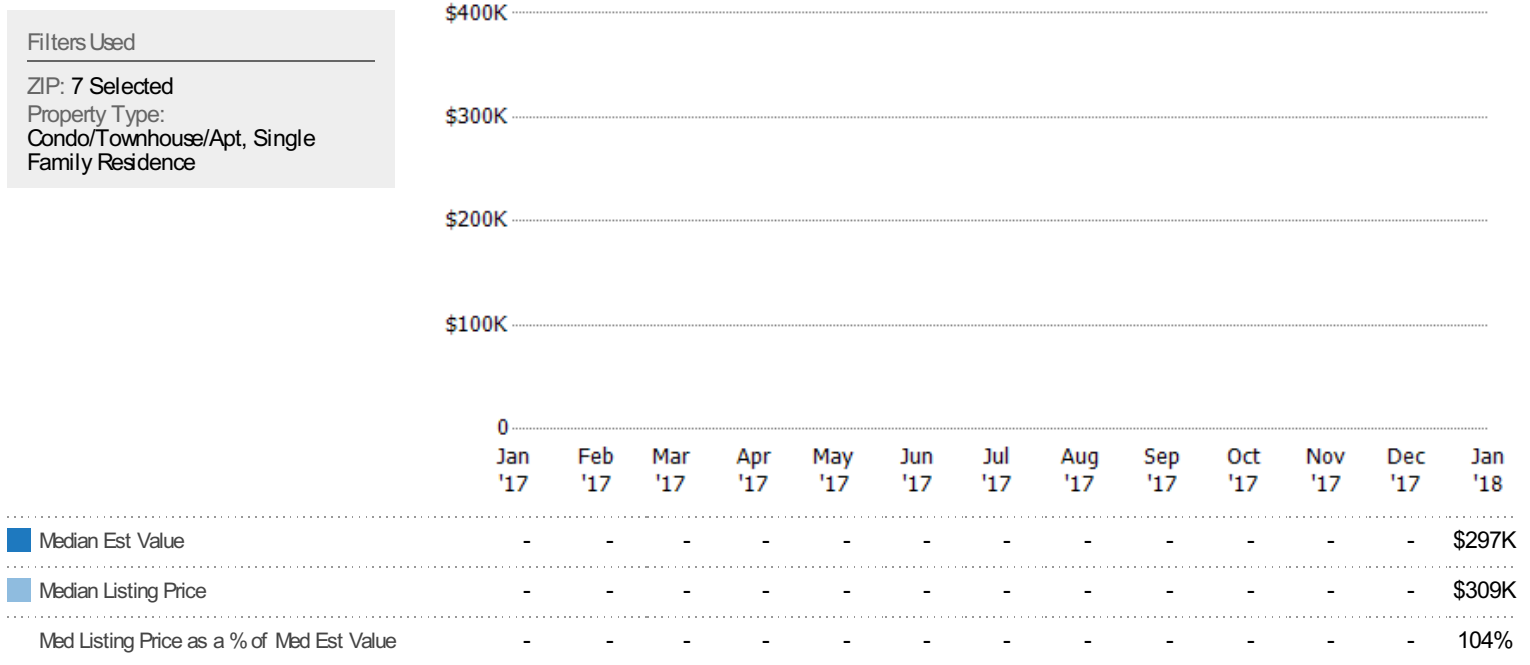 Filters Used
ZIP: 7 Selected
Property Type:
Condo/Townhouse/Apt, Single
Family Residence
$400K
$300K
$200K
$100K
0
Jan Feb Mar Apr May Jun Jul Aug Sep Oct Nov Dec Jan
'17 '17 '17 '17 '17 '17 '17 '17 '17 '17 '17 '17 '18
Median Est Value - - - - - - - - - - - - $297K
Median Listing Price - - - - - - - - - - - - $309K
Med Listing Price as a % of Med Est Value - - - - - - - - - - - - 104%